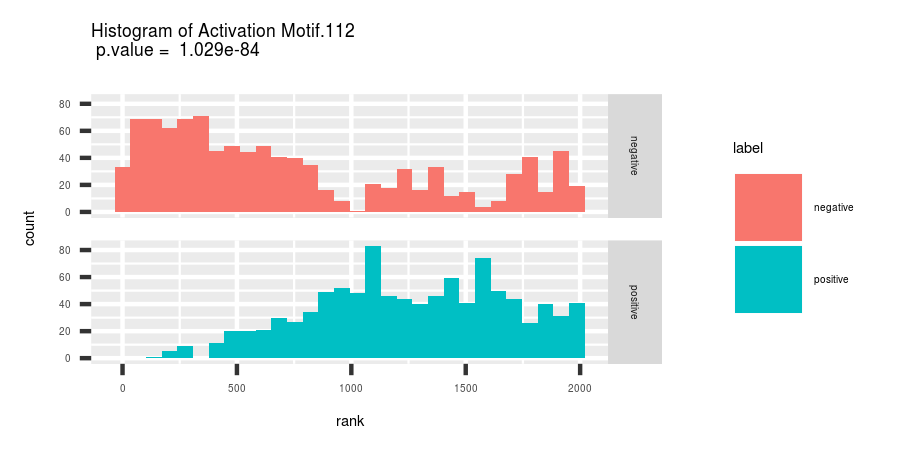 Histogram of Activation Motif.112
p.value = 1.029e-84
80
60
40
20
0
negative
80
60
40
20
0
positive
count
0 500 1000 1500 2000
rank
label
negative
positive